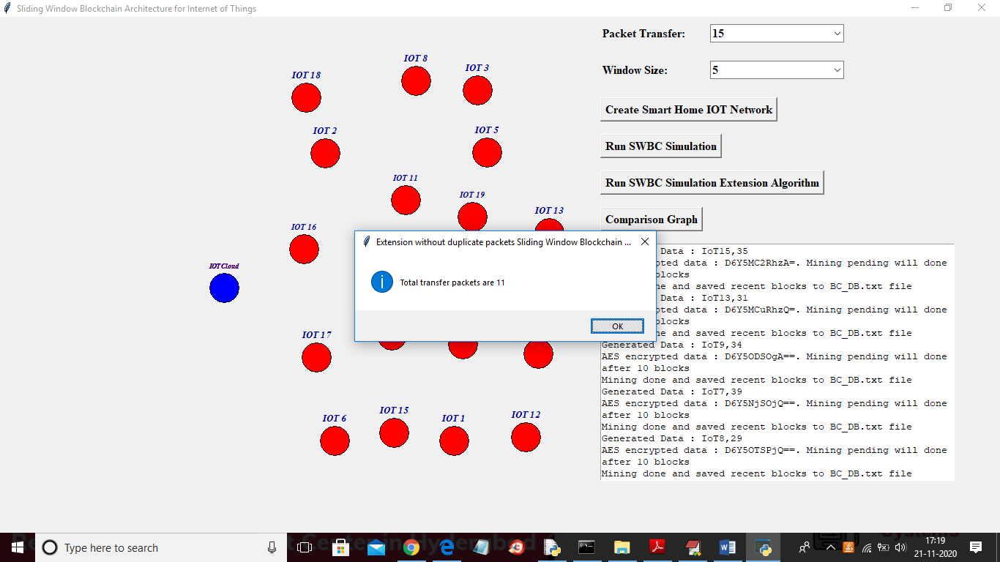 Sliding Window Blockchain Architecture for Internet of Things
Packet Transfer:
15
Window Size:
5
Create Smart Home IOT Network
Run SWBC Simulation
Run SWBC Simulation Extension Algorithm
Comparison Graph
IOT 8
IOT 3
IOT 18
IOT 2
IOT 5
IOT 11
IOT 19
IOT 13
IOT 16
IOT Cloud
IOT 17
IOT 6
IOT 15
IOT 1
IOT 12
Extension without duplicate packets Sliding Window Blockchain ...
Total transfer packets are 11
OK
Data : IoT15,35
pted data : D6Y5MC2RhzA=. Mining pending will done
blocks
ne and saved recent blocks to BC_DB.txt file
Data : IoT13,31
pted data : D6Y5MCuRhzQ=. Mining pending will done
blocks
ne and saved recent blocks to BC_DB.txt file
Generated Data : IoT9,34
AES encrypted data : D6Y5ODSOgA==. Mining pending will done
after 10 blocks
Mining done and saved recent blocks to BC_DB.txt file
Generated Data : IoT7,39
AES encrypted data : D6Y5NjSOjQ==. Mining pending will done
after 10 blocks
Mining done and saved recent blocks to BC_DB.txt file
Generated Data : IoT8,29
AES encrypted data : D6Y5OTSPjQ==. Mining pending will done
after 10 blocks
Mining done and saved recent blocks to BC_DB.txt file
Type here to search
17:19
21-11-2020